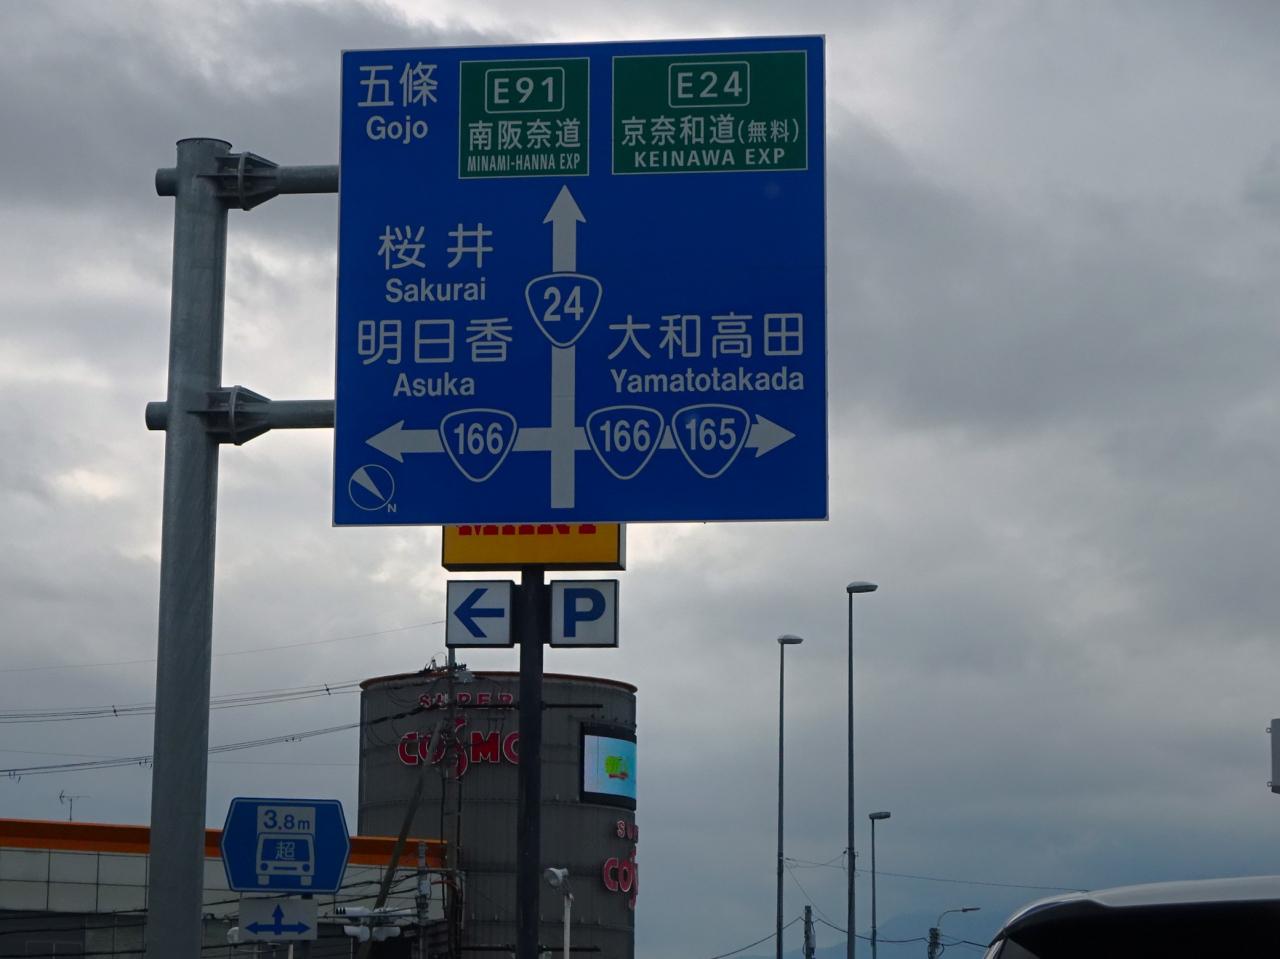 五條
Gojo
E91
南阪奈道
MINAMI-HANNA EXP
E24
京奈和道(無料)
KEINAWA EXP
桜井
Sakurai
24
明日香
Asuka
大和高田
Yamatotakada
166
166
165
N
P
SUPER
COSMO
3.8m
超